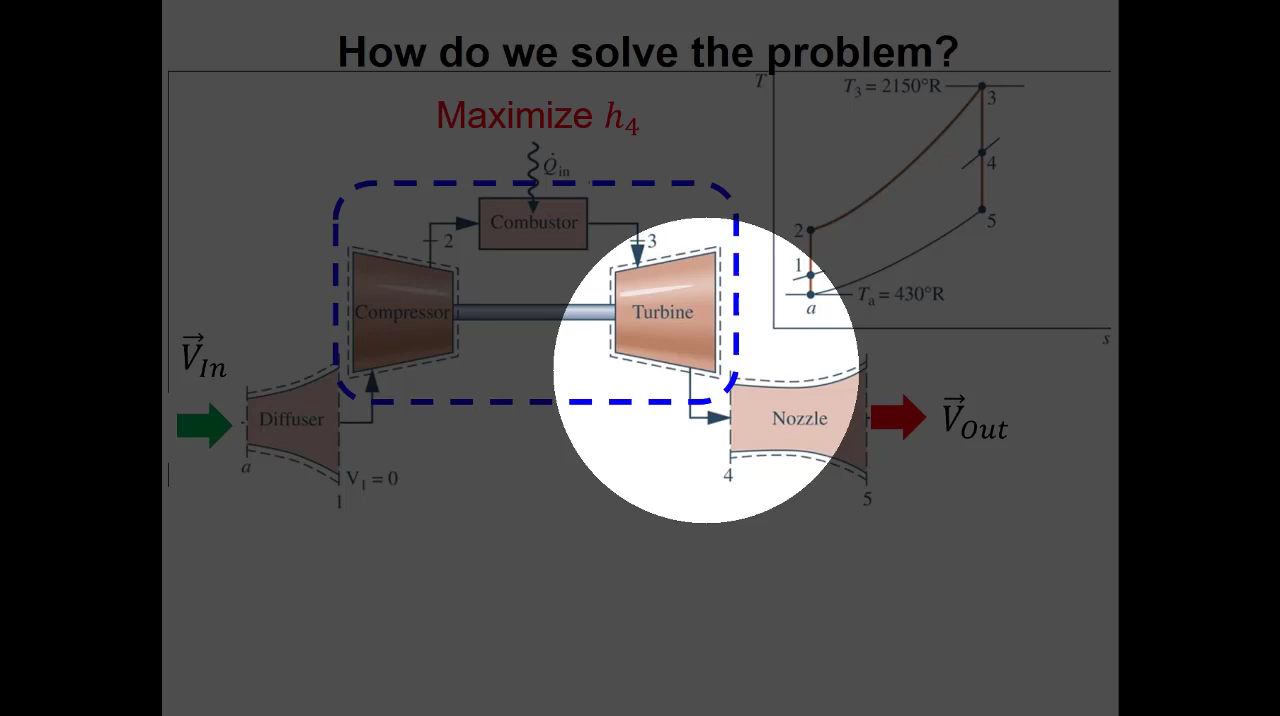 How do we solve the problem?
Maximize h₄
Q̇in
Combustor
2
3
Compressor
Turbine
V⃗In
Diffuser
a
V₁ = 0
1
Nozzle
4
5
V⃗Out
T
T₃ = 2150°R
3
4
5
2
1
Tₐ = 430°R
a
s